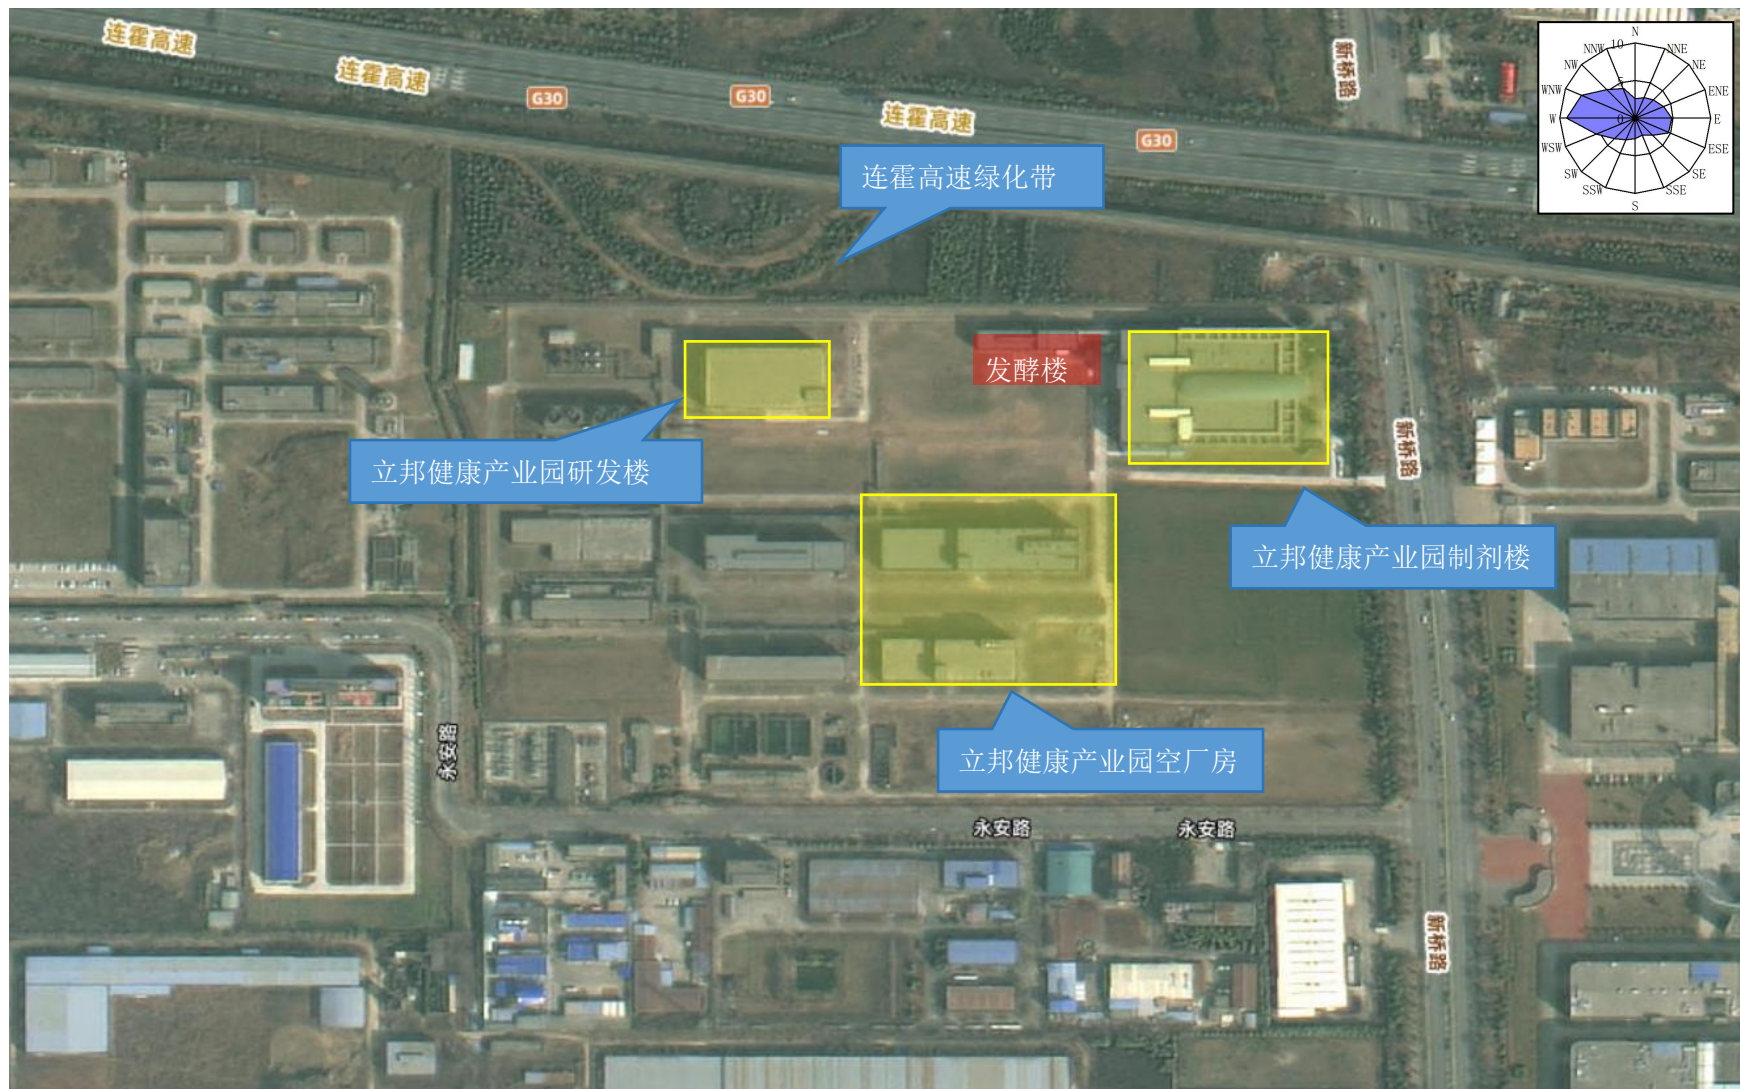 连霍高速
连霍高速
G30
G30
连霍高速
G30
新桥路
N
NNE
NE
ENE
E
ESE
SE
SSE
S
SSW
SW
WSW
W
WNW
NW
NNW
10
5
0
连霍高速绿化带
发酵楼
立邦健康产业园研发楼
新桥路
立邦健康产业园制剂楼
立邦健康产业园空厂房
永安路
永安路
永安路
新桥路